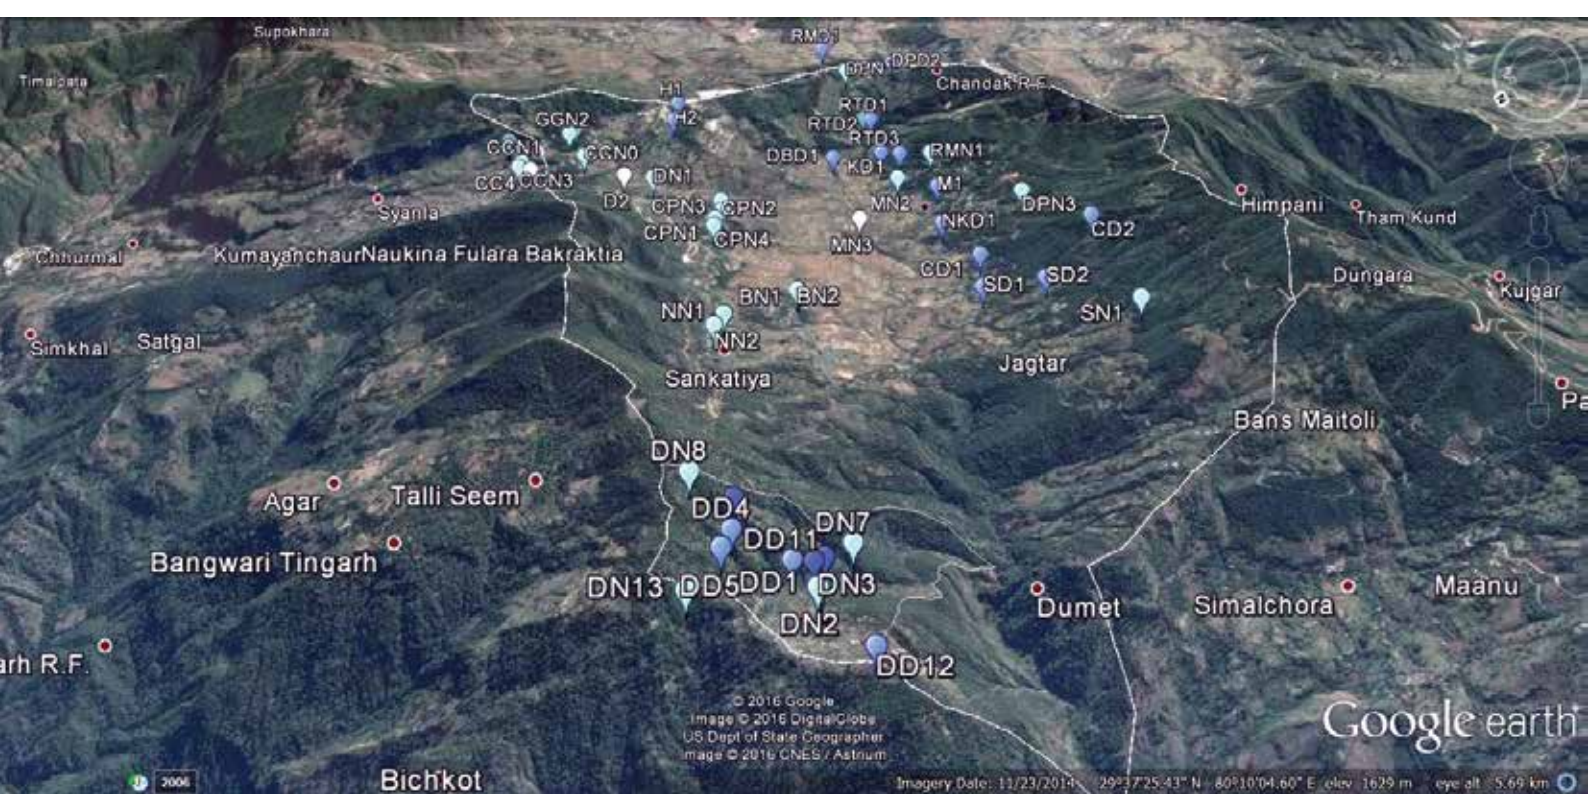 Supokhara
RMD1
DPD2
DPN
Chandak R.F.
H1
H2
RTD1
RTD2
RTD3
GGN2
CCN1
CGN0
CC4
CCN3
DBD1
KD1
RMN1
D2
DN1
CPN3
CPN2
CPN1
CPN4
MN2
M1
MN3
NKD1
DPN3
CD2
Himpani
Tham Kund
Syanla
Chhurmal
Kumayanchaur
Naukina Fulara Bakraktia
CD1
SD1
SD2
SN1
Dungara
Kujgar
BN1
BN2
NN1
NN2
Simkhal
Satgal
Sankatiya
Jagtar
Bans Maitoli
DN8
DD4
DD11
DN7
Agar
Talli Seem
Bangwari Tingarh
DN13
DD5
DD1
DN3
DN2
Dumet
Simalchora
Maanu
arh R.F.
DD12
© 2016 Google
Image © 2016 DigitalGlobe
US Dept of State Geographer
Image © 2016 CNES / Astrium
Google earth
2006
Bichkot
Imagery Date: 11/23/2014 29°37'25.43" N 80°10'04.60" E elev 1629 m eye alt 5.69 km